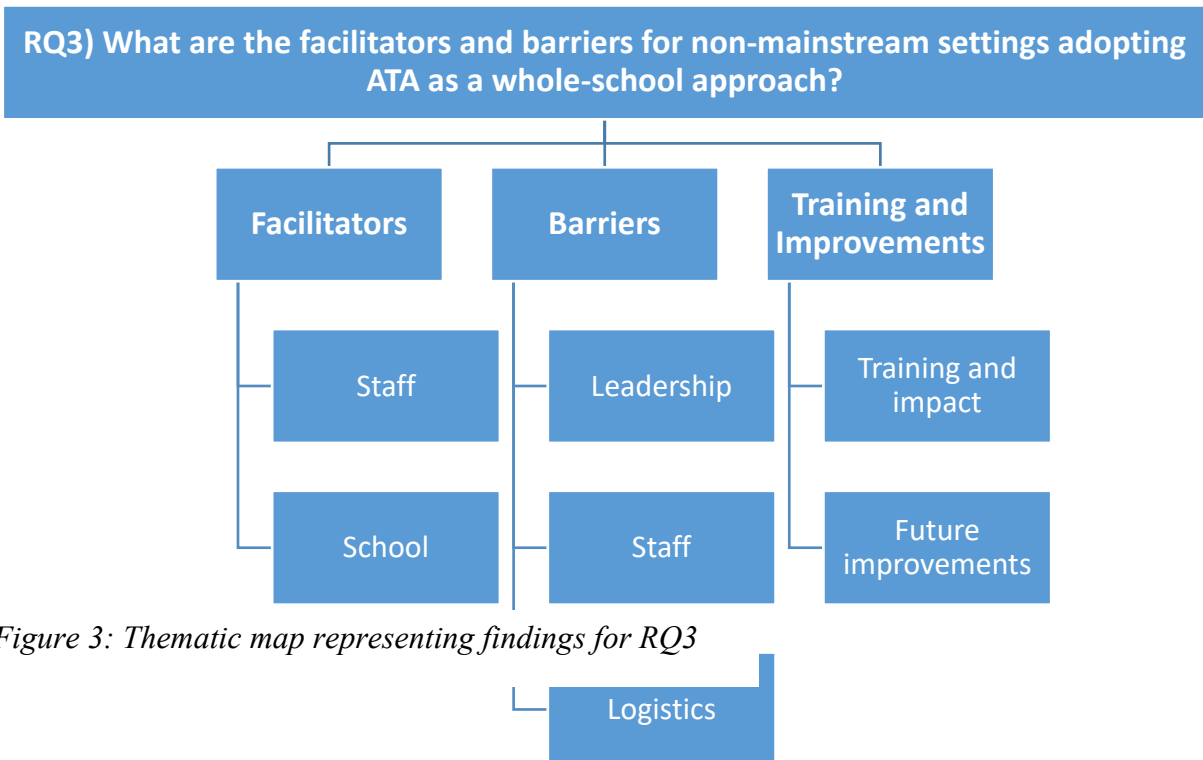 RQ3) What are the facilitators and barriers for non-mainstream settings adopting
ATA as a whole-school approach?
Facilitators
Barriers
Training and
Improvements
Staff
Leadership
Training and
impact
School
Staff
Future
improvements
Figure 3: Thematic map representing findings for RQ3
Logistics